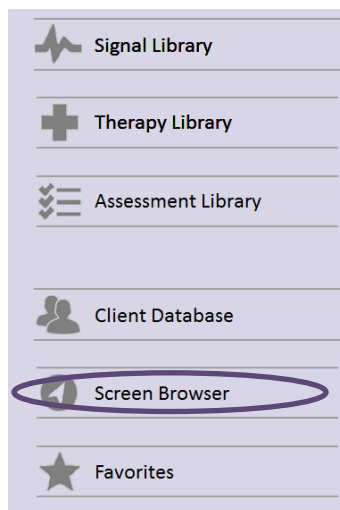 Signal Library
Therapy Library
Assessment Library
Client Database
Screen Browser
Favorites